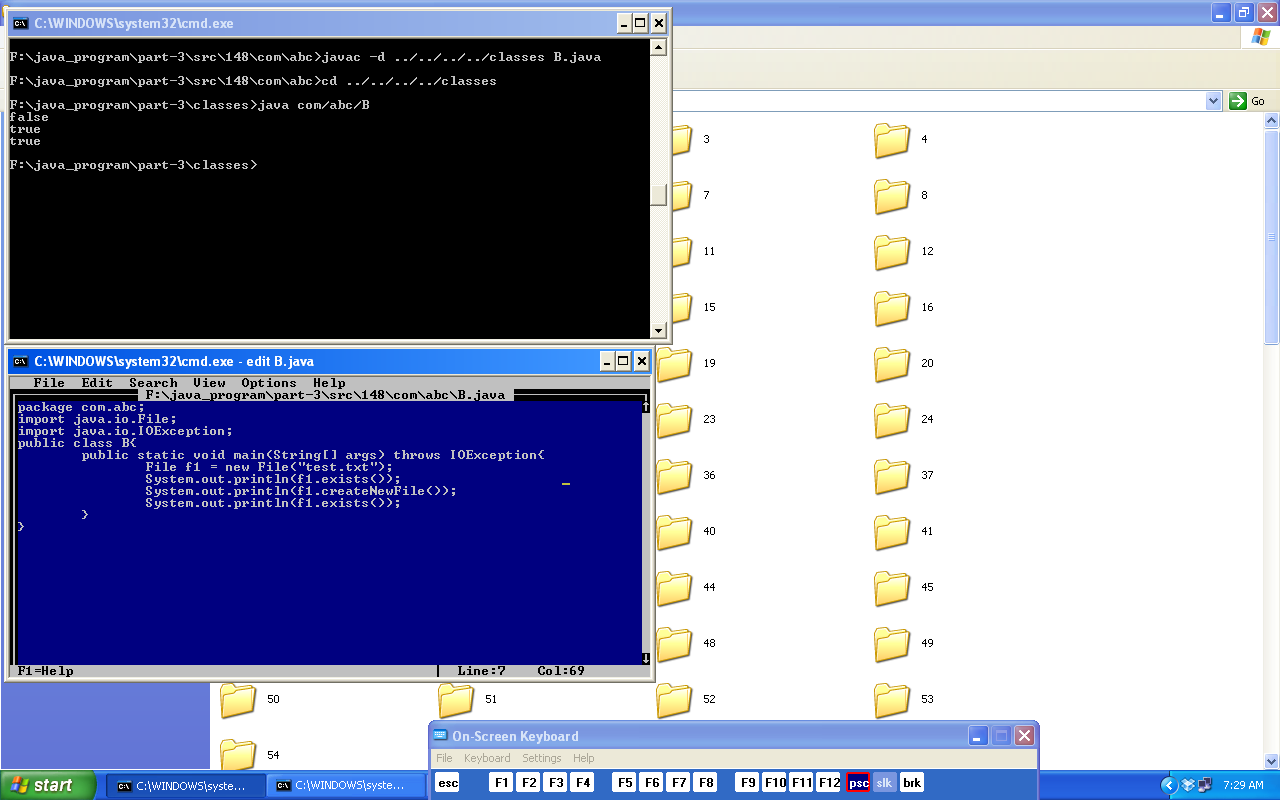 C:\WINDOWS\system32\cmd.exe
F:\java_program\part-3\src\148\com\abc>javac -d ../../../../classes B.java
F:\java_program\part-3\src\148\com\abc>cd ../../../../classes
F:\java_program\part-3\classes>java com/abc/B
false
true
true
F:\java_program\part-3\classes>
Go
3 4
7 8
11 12
15 16
19 20
23 24
36 37
40 41
44 45
48 49
50 51 52 53
54
C:\WINDOWS\system32\cmd.exe - edit B.java
File Edit Search View Options Help
F:\java_program\part-3\src\148\com\abc\B.java
package com.abc;
import java.io.File;
import java.io.IOException;
public class B{
public static void main(String[] args) throws IOException{
File f1 = new File("test.txt");
System.out.println(f1.exists());
System.out.println(f1.createNewFile());
System.out.println(f1.exists());
}
}
F1=Help Line:7 Col:69
On-Screen Keyboard
File Keyboard Settings Help
esc F1 F2 F3 F4 F5 F6 F7 F8 F9 F10 F11 F12 psc slk brk
start C:\WINDOWS\syste... C:\WINDOWS\syste... 7:29 AM